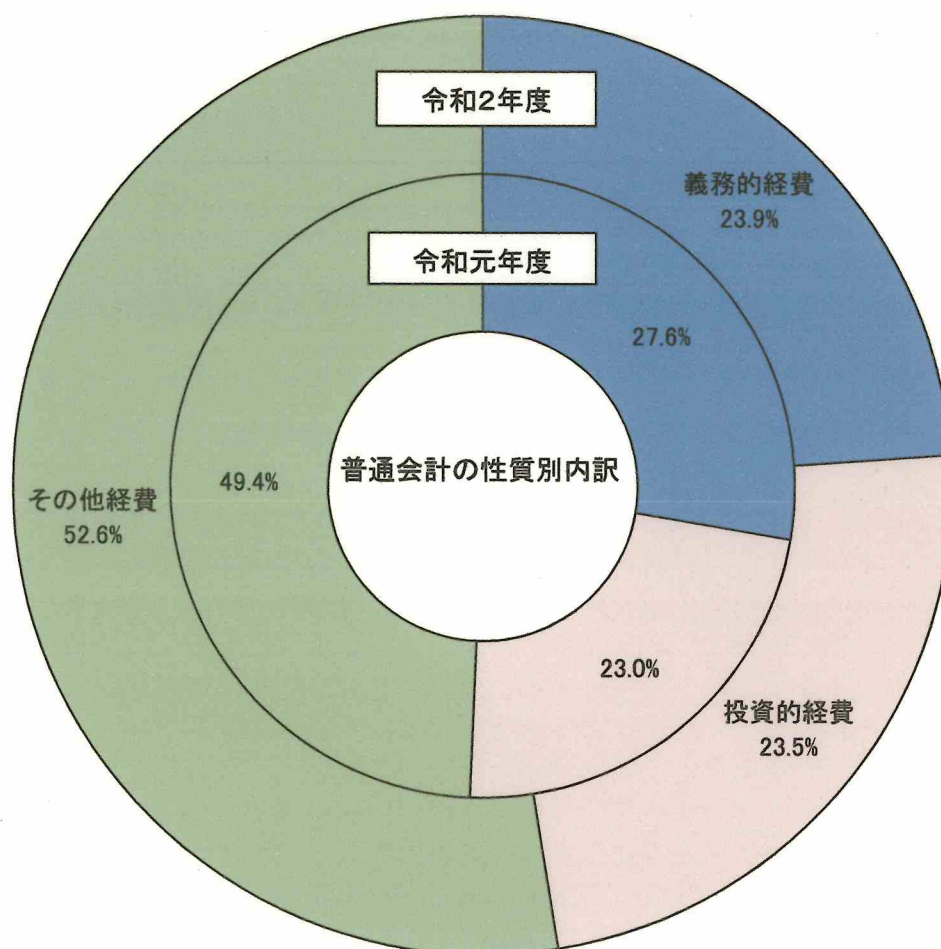 令和2年度
義務的経費
23.9%
令和元年度
27.6%
普通会計の性質別内訳
49.4%
その他経費
52.6%
23.0%
投資的経費
23.5%